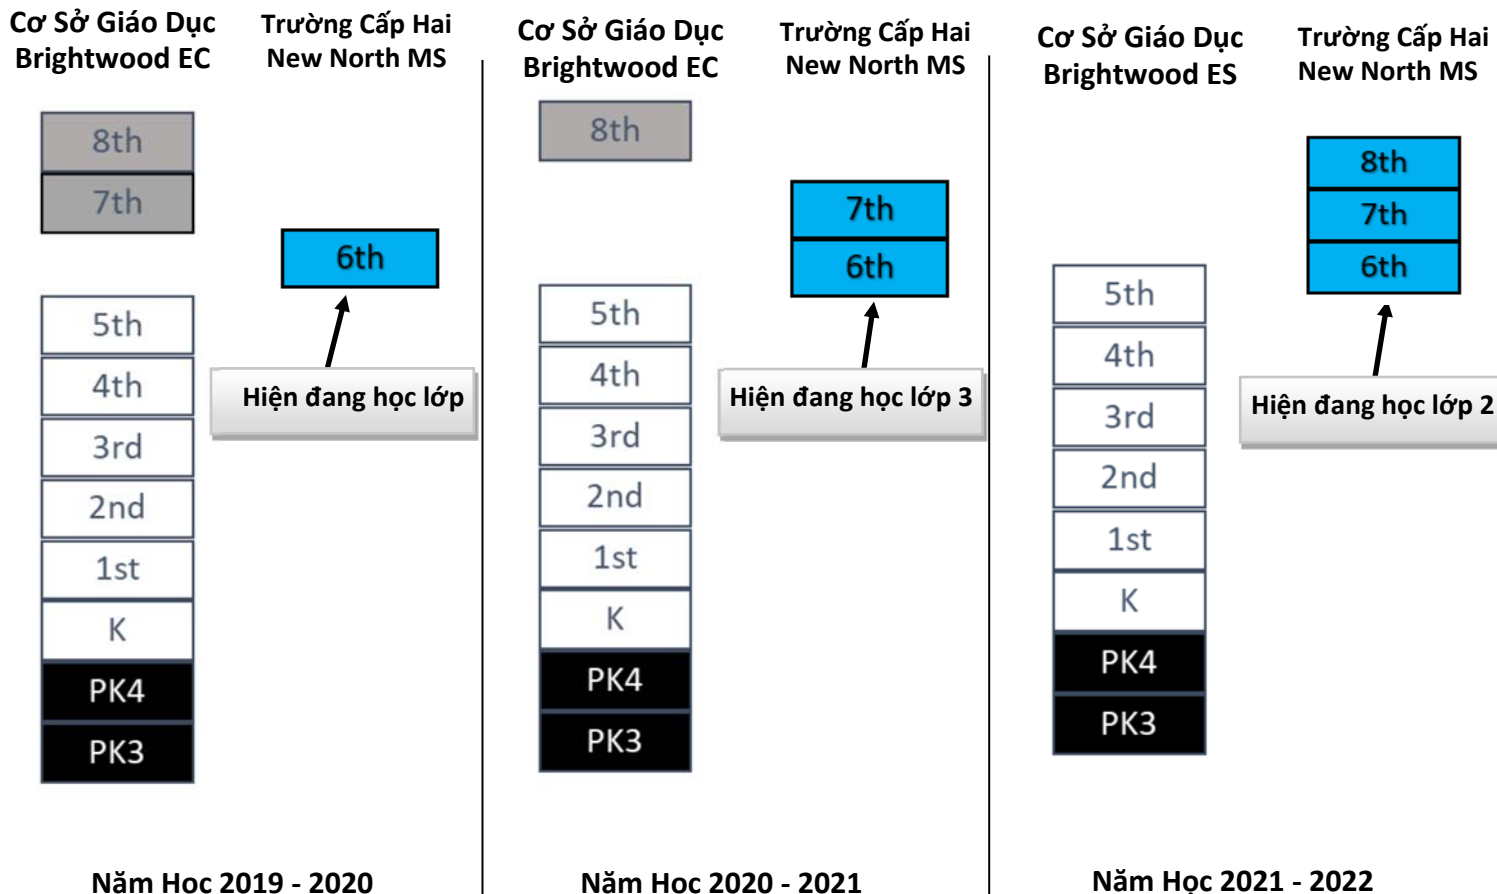 Cơ Sở Giáo Dục
Brightwood EC
Trường Cấp Hai
New North MS
8th
7th
6th
5th
4th
3rd
2nd
1st
K
PK4
PK3
Hiện đang học lớp
Năm Học 2019 - 2020
Cơ Sở Giáo Dục
Brightwood EC
Trường Cấp Hai
New North MS
8th
7th
6th
5th
4th
3rd
2nd
1st
K
PK4
PK3
Hiện đang học lớp 3
Năm Học 2020 - 2021
Cơ Sở Giáo Dục
Brightwood ES
Trường Cấp Hai
New North MS
8th
7th
6th
5th
4th
3rd
2nd
1st
K
PK4
PK3
Hiện đang học lớp 2
Năm Học 2021 - 2022